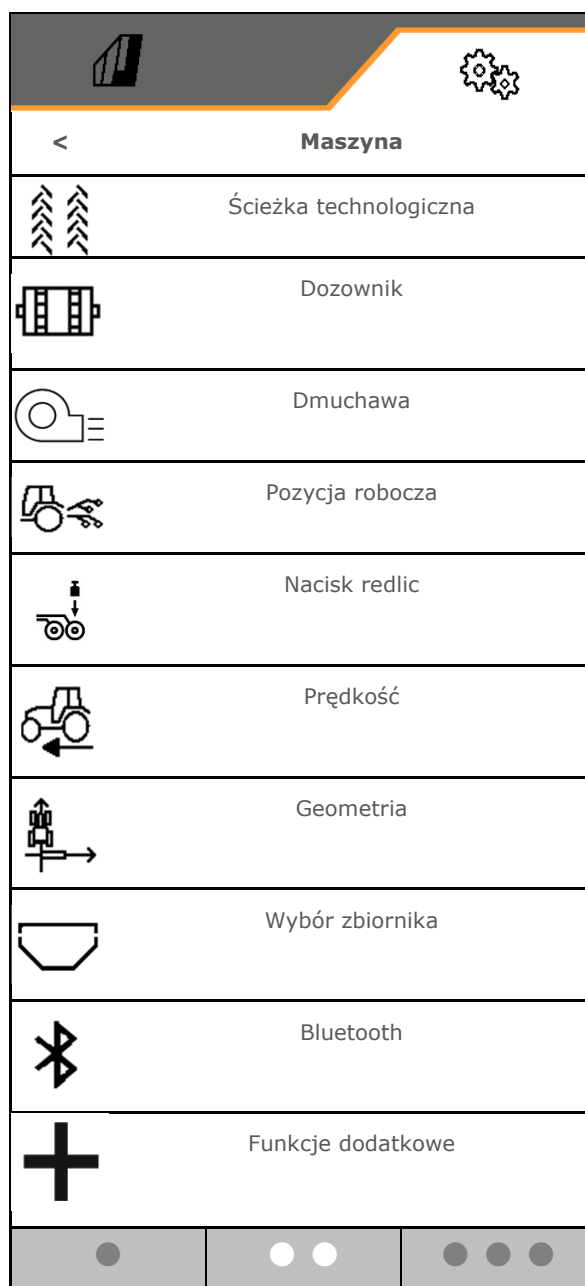 < Maszyna
Ścieżka technologiczna
Dozownik
Dmuchawa
Pozycja robocza
Nacisk redlic
Prędkość
Geometria
Wybór zbiornika
Bluetooth
Funkcje dodatkowe